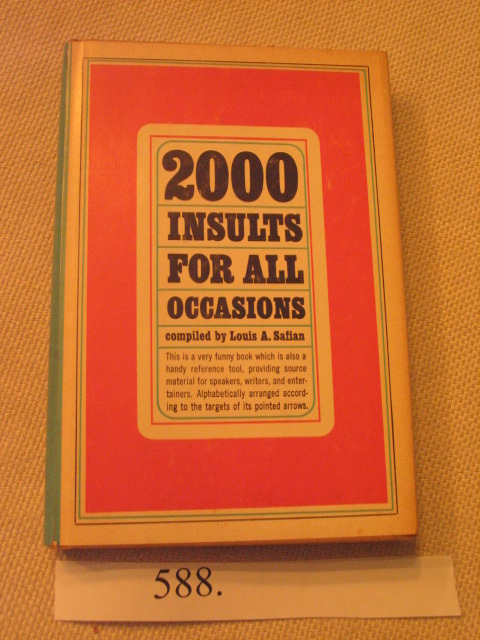 2000
INSULTS
FOR ALL
OCCASIONS
compiled by Louis A. Safian
This is a very funny book which is also a
handy reference tool, providing source
material for speakers, writers, and enter-
tainers. Alphabetically arranged accord-
ing to the targets of its pointed arrows.
588.